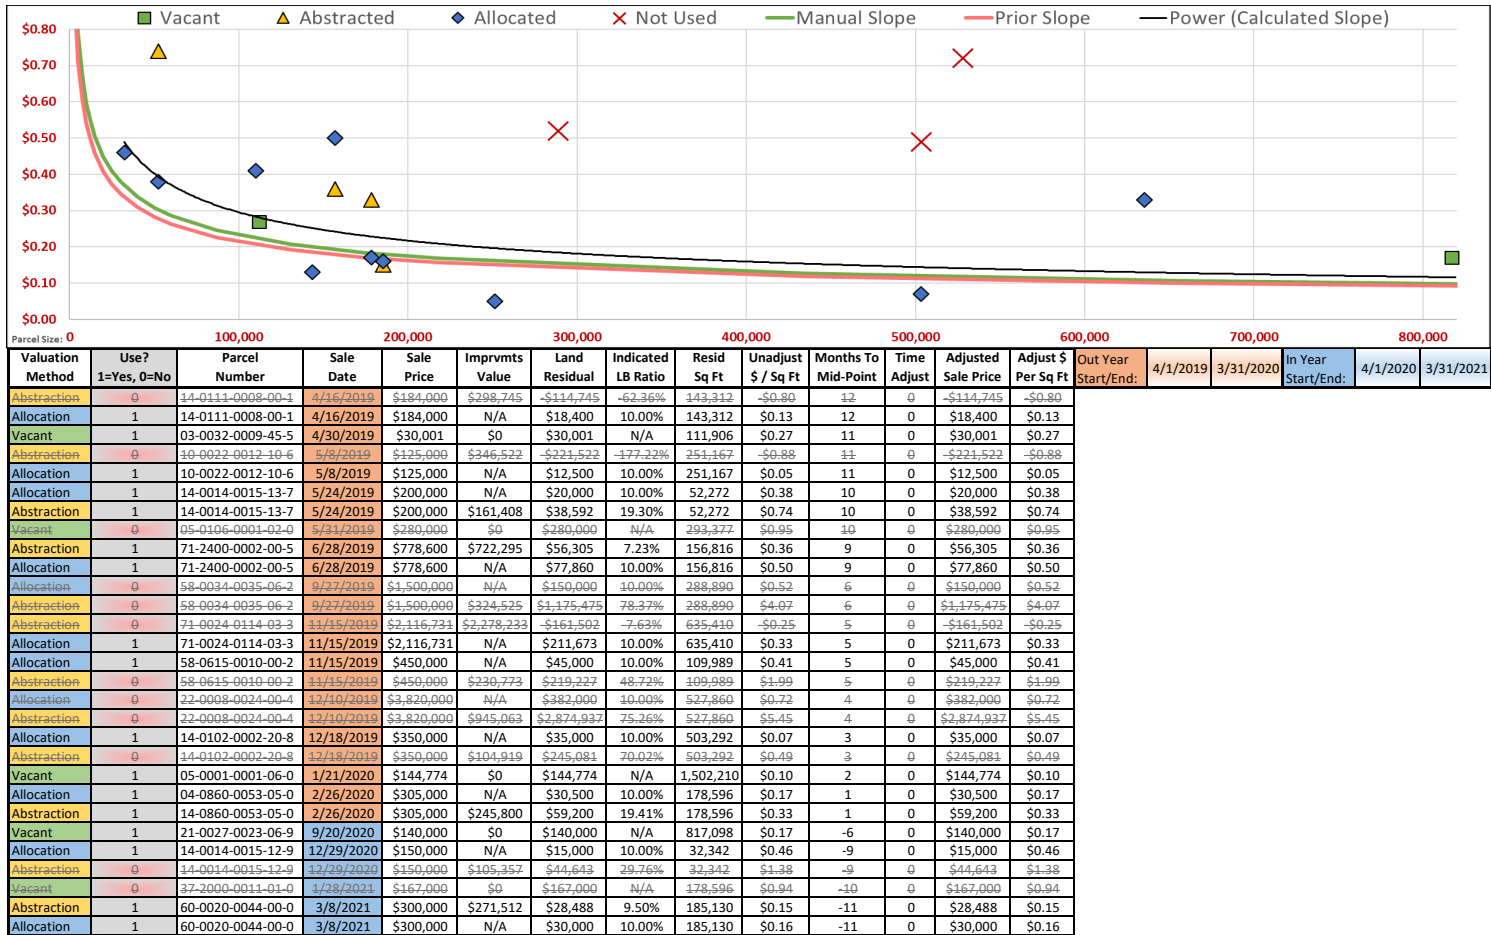 Vacant Abstracted Allocated Not Used Manual Slope Prior Slope Power (Calculated Slope)
$0.80
$0.70
$0.60
$0.50
$0.40
$0.30
$0.20
$0.10
$0.00
Parcel Size: 0 100,000 200,000 300,000 400,000 500,000 600,000 700,000 800,000
Valuation Use? Parcel Sale Sale Imprvmts Land Indicated Resid Unadjust Months To Time Adjusted Adjust $ Out Year In Year
Method 1=Yes, 0=No Number Date Price Value Residual LB Ratio Sq Ft $ / Sq Ft Mid-Point Adjust Sale Price Per Sq Ft Start/End: 4/1/2019 3/31/2020 Start/End: 4/1/2020 3/31/2021
Abstraction 0 14-0111-0008-00-1 4/16/2019 $184,000 $298,745 -$114,745 -62.36% 143,312 -$0.80 12 0 -$114,745 -$0.80
Allocation 1 14-0111-0008-00-1 4/16/2019 $184,000 N/A $18,400 10.00% 143,312 $0.13 12 0 $18,400 $0.13
Vacant 1 03-0032-0009-45-5 4/30/2019 $30,001 $0 $30,001 N/A 111,906 $0.27 11 0 $30,001 $0.27
Abstraction 0 10-0022-0012-10-6 5/8/2019 $125,000 $346,522 -$221,522 -177.22% 251,167 -$0.88 11 0 -$221,522 -$0.88
Allocation 1 10-0022-0012-10-6 5/8/2019 $125,000 N/A $12,500 10.00% 251,167 $0.05 11 0 $12,500 $0.05
Allocation 1 14-0014-0015-13-7 5/24/2019 $200,000 N/A $20,000 10.00% 52,272 $0.38 10 0 $20,000 $0.38
Abstraction 1 14-0014-0015-13-7 5/24/2019 $200,000 $161,408 $38,592 19.30% 52,272 $0.74 10 0 $38,592 $0.74
Vacant 0 05-0106-0001-02-0 5/31/2019 $280,000 $0 $280,000 N/A 293,377 $0.95 10 0 $280,000 $0.95
Abstraction 1 71-2400-0002-00-5 6/28/2019 $778,600 $722,295 $56,305 7.23% 156,816 $0.36 9 0 $56,305 $0.36
Allocation 1 71-2400-0002-00-5 6/28/2019 $778,600 N/A $77,860 10.00% 156,816 $0.50 9 0 $77,860 $0.50
Allocation 0 58-0034-0035-06-2 9/27/2019 $1,500,000 N/A $150,000 10.00% 288,890 $0.52 6 0 $150,000 $0.52
Abstraction 0 58-0034-0035-06-2 9/27/2019 $1,500,000 $324,525 $1,175,475 78.37% 288,890 $4.07 6 0 $1,175,475 $4.07
Abstraction 0 71-0024-0114-03-3 11/15/2019 $2,116,731 $2,278,233 -$161,502 -7.63% 635,410 -$0.25 5 0 -$161,502 -$0.25
Allocation 1 71-0024-0114-03-3 11/15/2019 $2,116,731 N/A $211,673 10.00% 635,410 $0.33 5 0 $211,673 $0.33
Allocation 1 58-0615-0010-00-2 11/15/2019 $450,000 N/A $45,000 10.00% 109,989 $0.41 5 0 $45,000 $0.41
Abstraction 0 58-0615-0010-00-2 11/15/2019 $450,000 $230,773 $219,227 48.72% 109,989 $1.99 5 0 $219,227 $1.99
Allocation 0 22-0008-0024-00-4 12/10/2019 $3,820,000 N/A $382,000 10.00% 527,860 $0.72 4 0 $382,000 $0.72
Abstraction 0 22-0008-0024-00-4 12/10/2019 $3,820,000 $945,063 $2,874,937 75.26% 527,860 $5.45 4 0 $2,874,937 $5.45
Allocation 1 14-0102-0002-20-8 12/18/2019 $350,000 N/A $35,000 10.00% 503,292 $0.07 3 0 $35,000 $0.07
Abstraction 0 14-0102-0002-20-8 12/18/2019 $350,000 $104,919 $245,081 70.02% 503,292 $0.49 3 0 $245,081 $0.49
Vacant 1 05-0001-0001-06-0 1/21/2020 $144,774 $0 $144,774 N/A 1,502,210 $0.10 2 0 $144,774 $0.10
Allocation 1 04-0860-0053-05-0 2/26/2020 $305,000 N/A $30,500 10.00% 178,596 $0.17 1 0 $30,500 $0.17
Abstraction 1 14-0860-0053-05-0 2/26/2020 $305,000 $245,800 $59,200 19.41% 178,596 $0.33 1 0 $59,200 $0.33
Vacant 1 21-0027-0023-06-9 9/20/2020 $140,000 $0 $140,000 N/A 817,098 $0.17 -6 0 $140,000 $0.17
Allocation 1 14-0014-0015-12-9 12/29/2020 $150,000 N/A $15,000 10.00% 32,342 $0.46 -9 0 $15,000 $0.46
Abstraction 0 14-0014-0015-12-9 12/29/2020 $150,000 $105,357 $44,643 29.76% 32,342 $1.38 -9 0 $44,643 $1.38
Vacant 0 37-2000-0011-01-0 1/28/2021 $167,000 $0 $167,000 N/A 178,596 $0.94 -10 0 $167,000 $0.94
Abstraction 1 60-0020-0044-00-0 3/8/2021 $300,000 $271,512 $28,488 9.50% 185,130 $0.15 -11 0 $28,488 $0.15
Allocation 1 60-0020-0044-00-0 3/8/2021 $300,000 N/A $30,000 10.00% 185,130 $0.16 -11 0 $30,000 $0.16